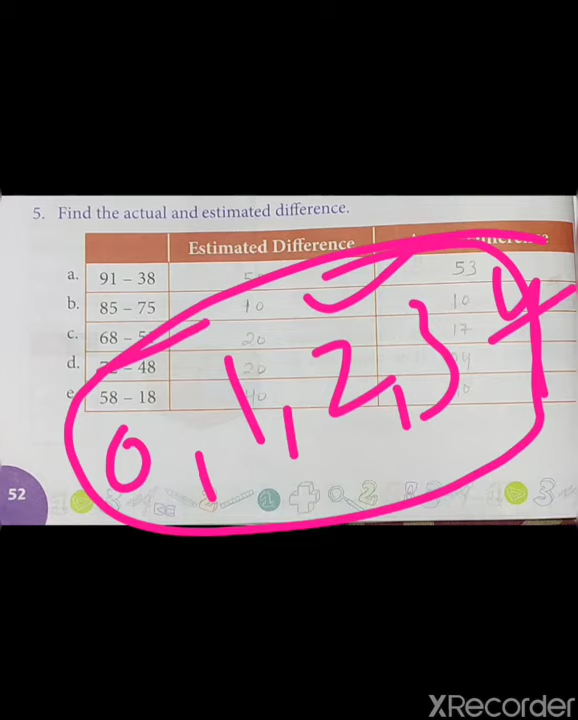 5. Find the actual and estimated difference.
Estimated Difference
a. 91 – 38 53
b. 85 – 75 10 10
c. 68 – 20 17
d. – 48 20
e 58 – 18 40
0, 1, 2, 3 4
52
XRecorder